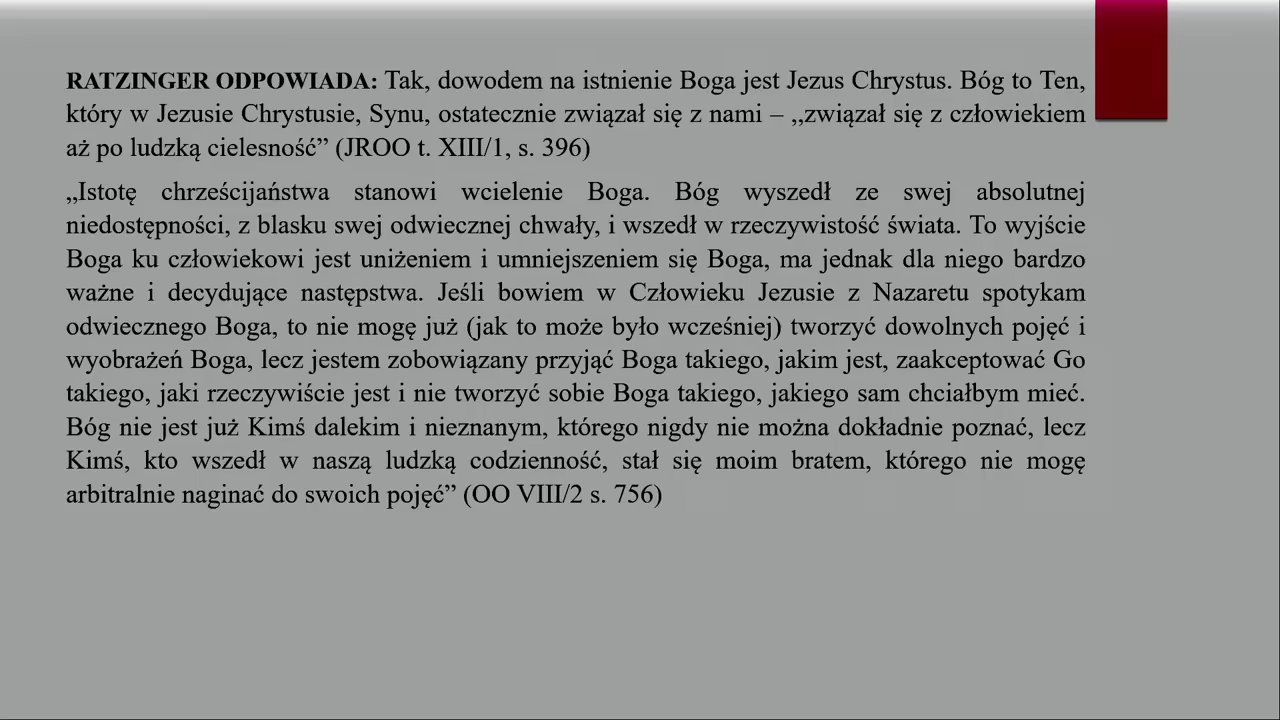 RATZINGER ODPOWIADA: Tak, dowodem na istnienie Boga jest Jezus Chrystus. Bóg to Ten,
który w Jezusie Chrystusie, Synu, ostatecznie związał się z nami – „związał się z człowiekiem
aż po ludzką cielesność” (JROO t. XIII/1, s. 396)
„Istotę chrześcijaństwa stanowi wcielenie Boga. Bóg wyszedł ze swej absolutnej
niedostępności, z blasku swej odwiecznej chwały, i wszedł w rzeczywistość świata. To wyjście
Boga ku człowiekowi jest uniżeniem i umniejszeniem się Boga, ma jednak dla niego bardzo
ważne i decydujące następstwa. Jeśli bowiem w Człowieku Jezusie z Nazaretu spotykam
odwiecznego Boga, to nie mogę już (jak to może było wcześniej) tworzyć dowolnych pojęć i
wyobrażeń Boga, lecz jestem zobowiązany przyjąć Boga takiego, jakim jest, zaakceptować Go
takiego, jaki rzeczywiście jest i nie tworzyć sobie Boga takiego, jakiego sam chciałbym mieć.
Bóg nie jest już Kimś dalekim i nieznanym, którego nigdy nie można dokładnie poznać, lecz
Kimś, kto wszedł w naszą ludzką codzienność, stał się moim bratem, którego nie mogę
arbitralnie naginać do swoich pojęć” (OO VIII/2 s. 756)